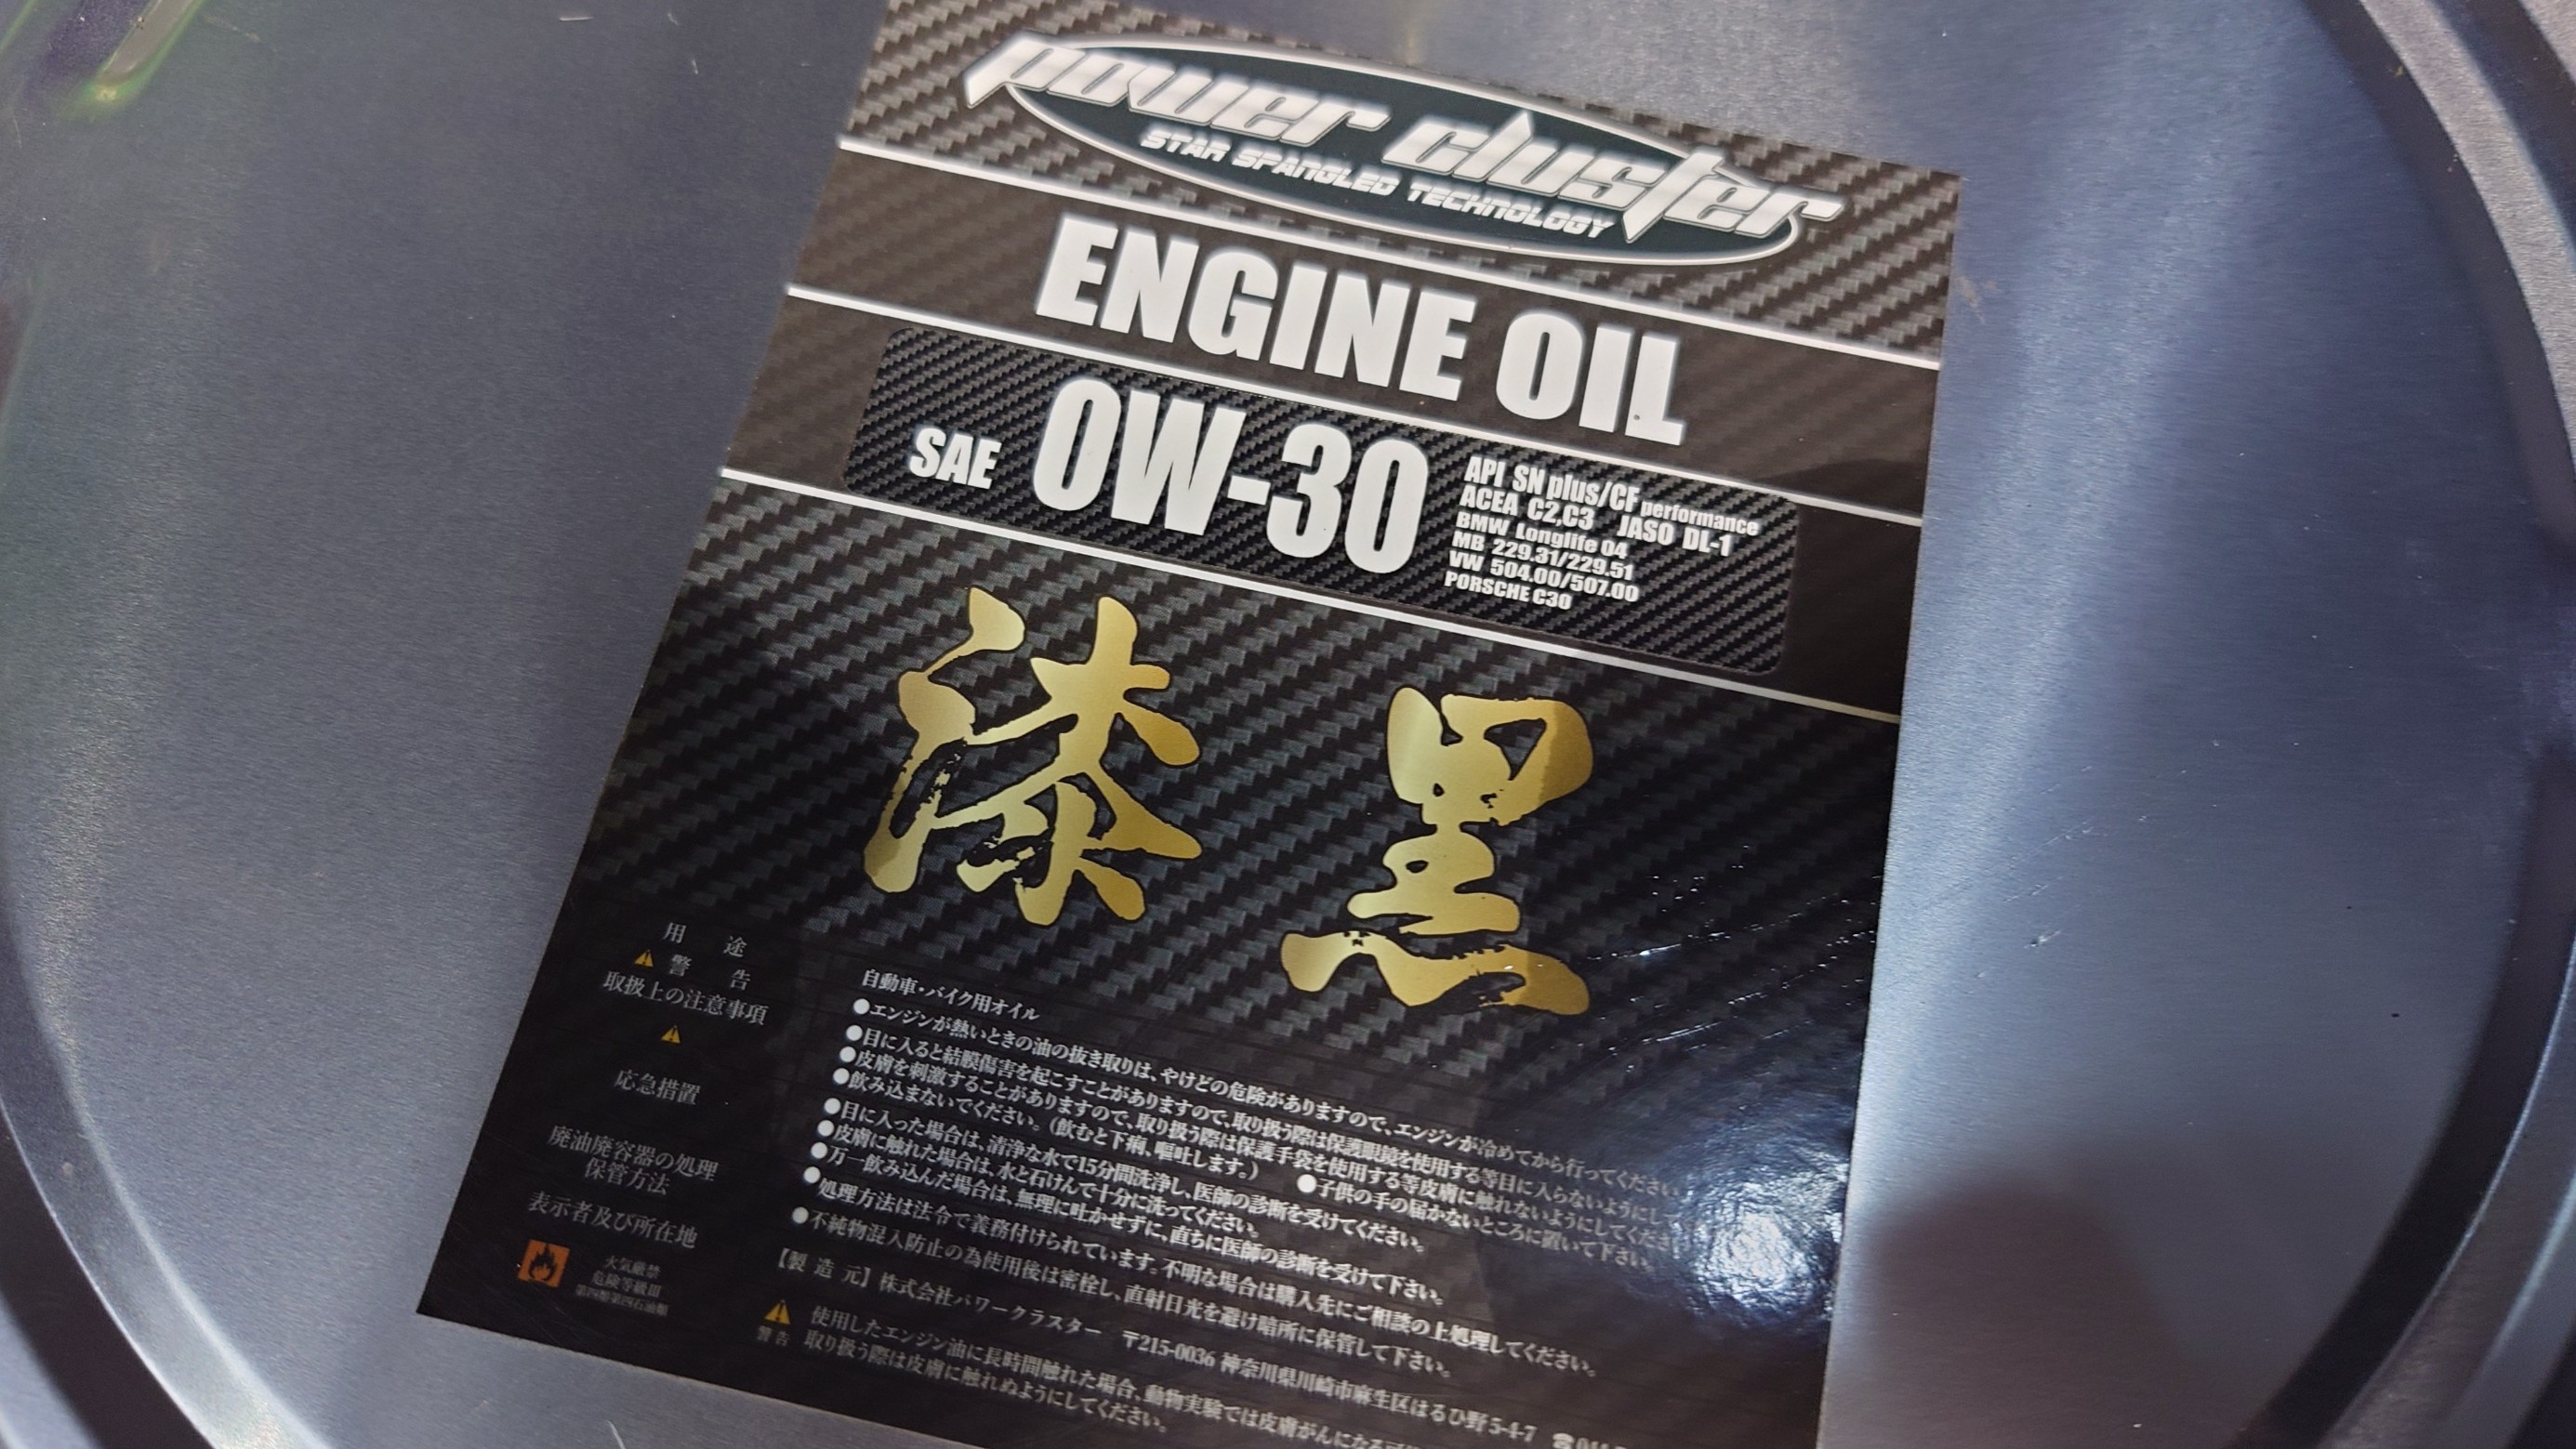 power cluster
STAR SPANGLED TECHNOLOGY
ENGINE OIL
SAE 0W-30
API SN plus/CF performance
ACEA C2,C3 JASO DL-1
BMW Longlife 04
MB 229.31/229.51
VW 504.00/507.00
PORSCHE C30
漆黒
用途
自動車・バイク用オイル
警告
●エンジンが熱いときの油の抜き取りは、やけどの危険がありますので、エンジンが冷めてから行ってください。
取扱上の注意事項
●目に入ると結膜傷害を起こすことがありますので、取り扱う際は保護眼鏡を使用する等目に入らないようにし
●皮膚を刺激することがありますので、取り扱う際は保護手袋を使用する等皮膚に触れないようにしてくださ
●飲み込まないでください。(飲むと下痢、嘔吐します。) ●子供の手の届かないところに置いて下さい。
応急措置
●目に入った場合は、清浄な水で15分間洗浄し、医師の診断を受けてください。
●皮膚に触れた場合は、水と石けんで十分に洗ってください。
●万一飲み込んだ場合は、無理に吐かせずに、直ちに医師の診断を受けて下さい。
廃油廃容器の処理
●処理方法は法令で義務付けられています。不明な場合は購入先にご相談の上処理してください。
保管方法
●不純物混入防止の為使用後は密栓し、直射日光を避け暗所に保管して下さい。
表示者及び所在地
【製造元】株式会社パワークラスター 〒215-0036 神奈川県川崎市麻生区はるひ野5-4-7
火気厳禁
危険等級III
第四類第四石油類
警告
使用したエンジン油に長時間触れた場合、動物実験では皮膚がんになる
取り扱う際は皮膚に触れぬようにしてください。